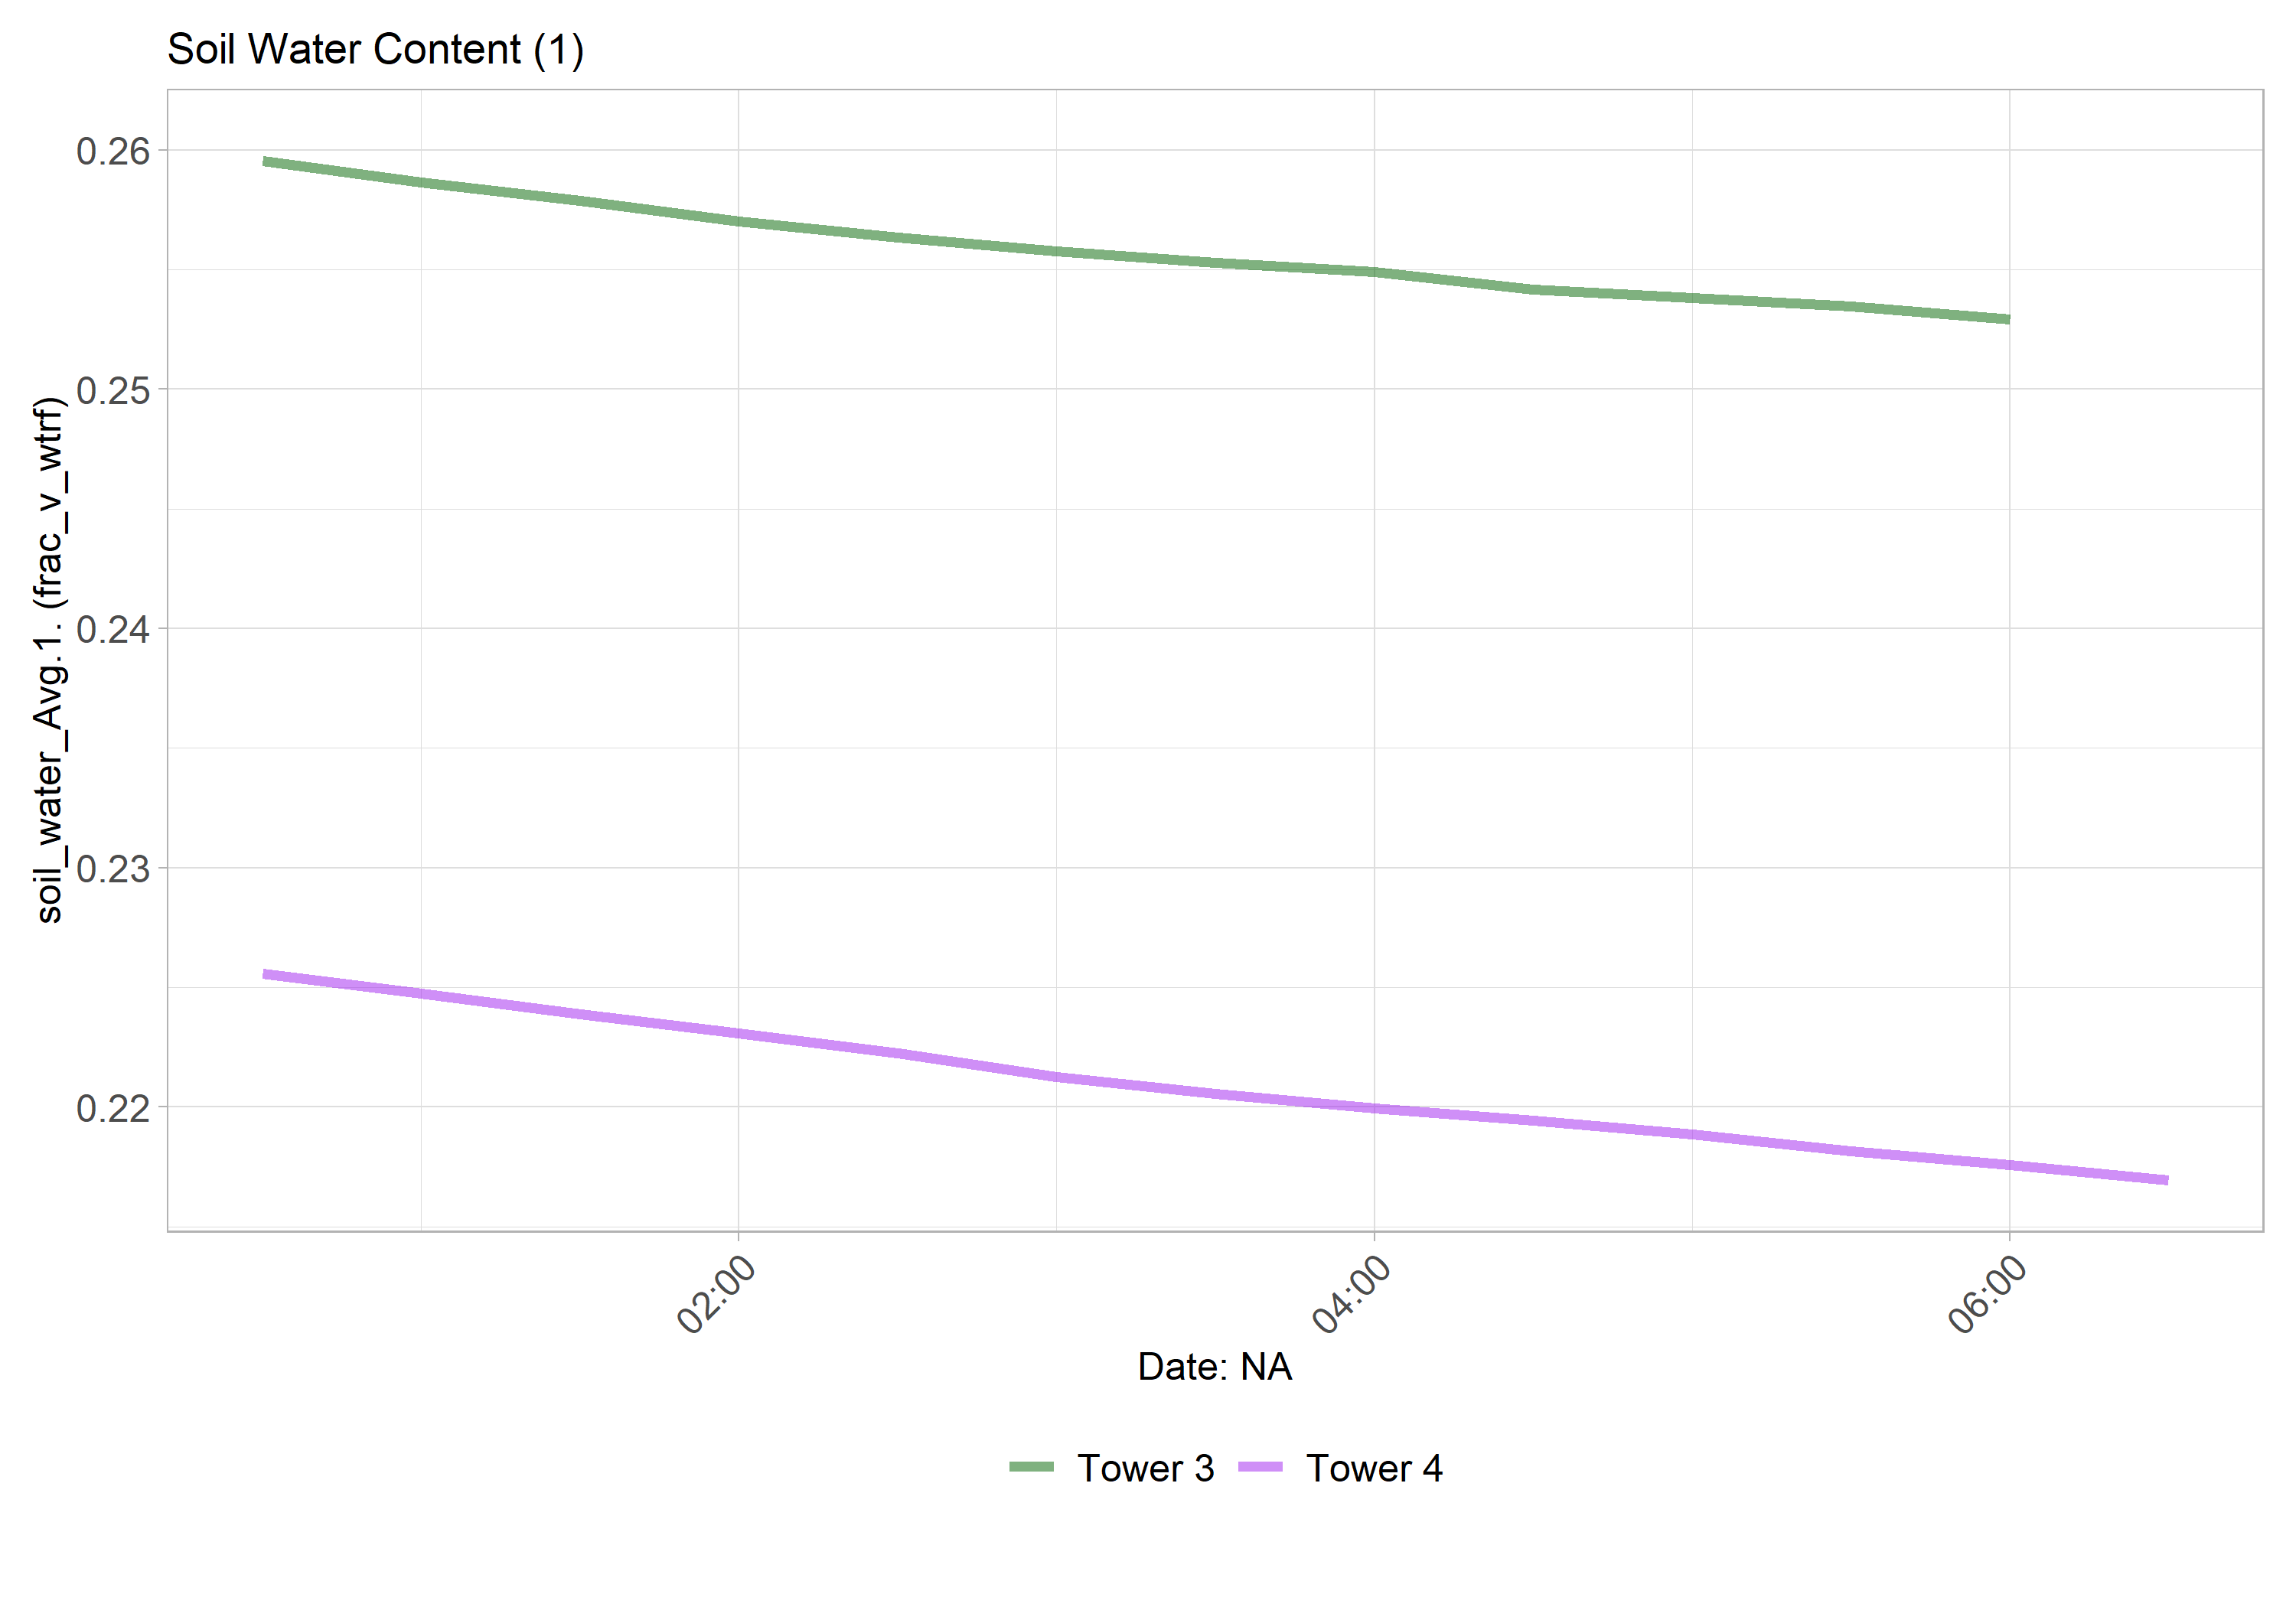 Soil Water Content (1)
soil_water_Avg.1. (frac_v_wtrf)
0.26
0.25
0.24
0.23
0.22
02:00
04:00
06:00
Date: NA
Tower 3
Tower 4